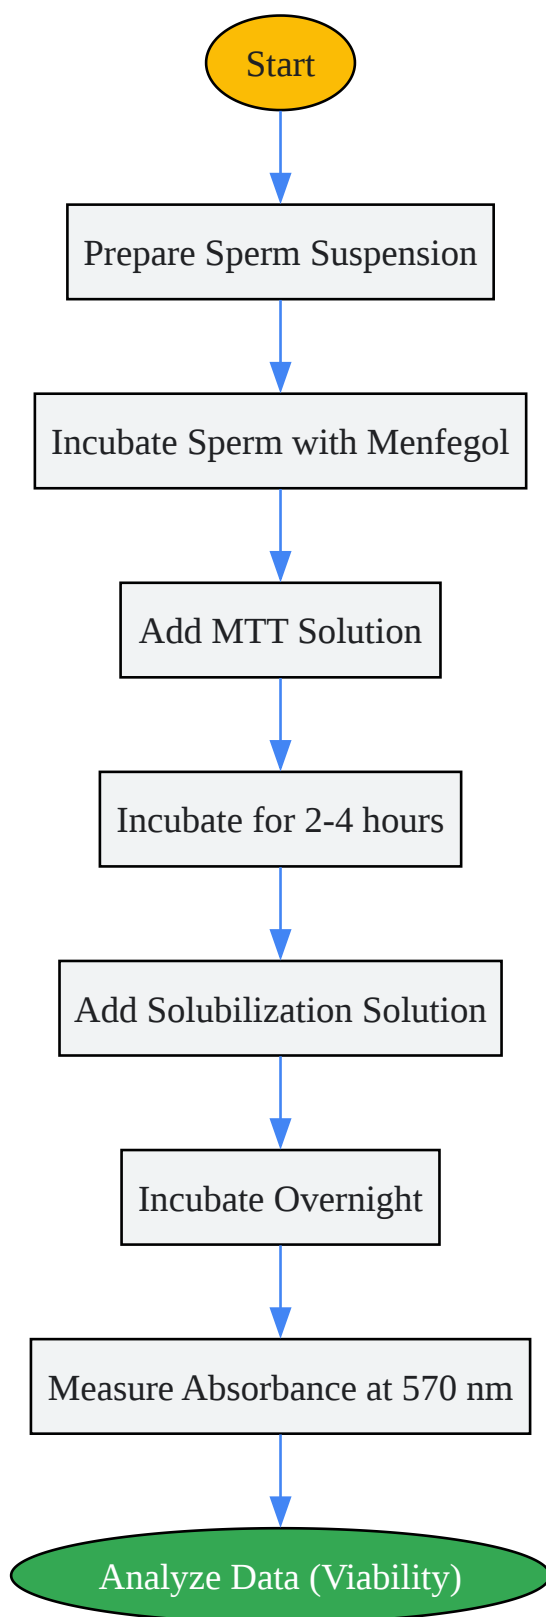 Start
Prepare Sperm Suspension
Incubate Sperm with Menfegol
Add MTT Solution
Incubate for 2-4 hours
Add Solubilization Solution
Incubate Overnight
Measure Absorbance at 570 nm
Analyze Data (Viability)